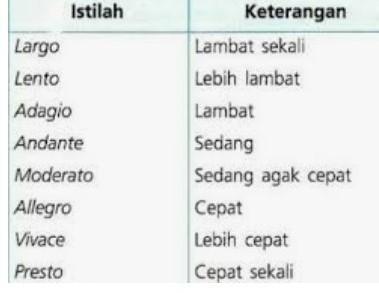 Istilah Keterangan
Largo Lambat sekali
Lento Lebih lambat
Adagio Lambat
Andante Sedang
Moderato Sedang agak cepat
Allegro Cepat
Vivace Lebih cepat
Presto Cepat sekali